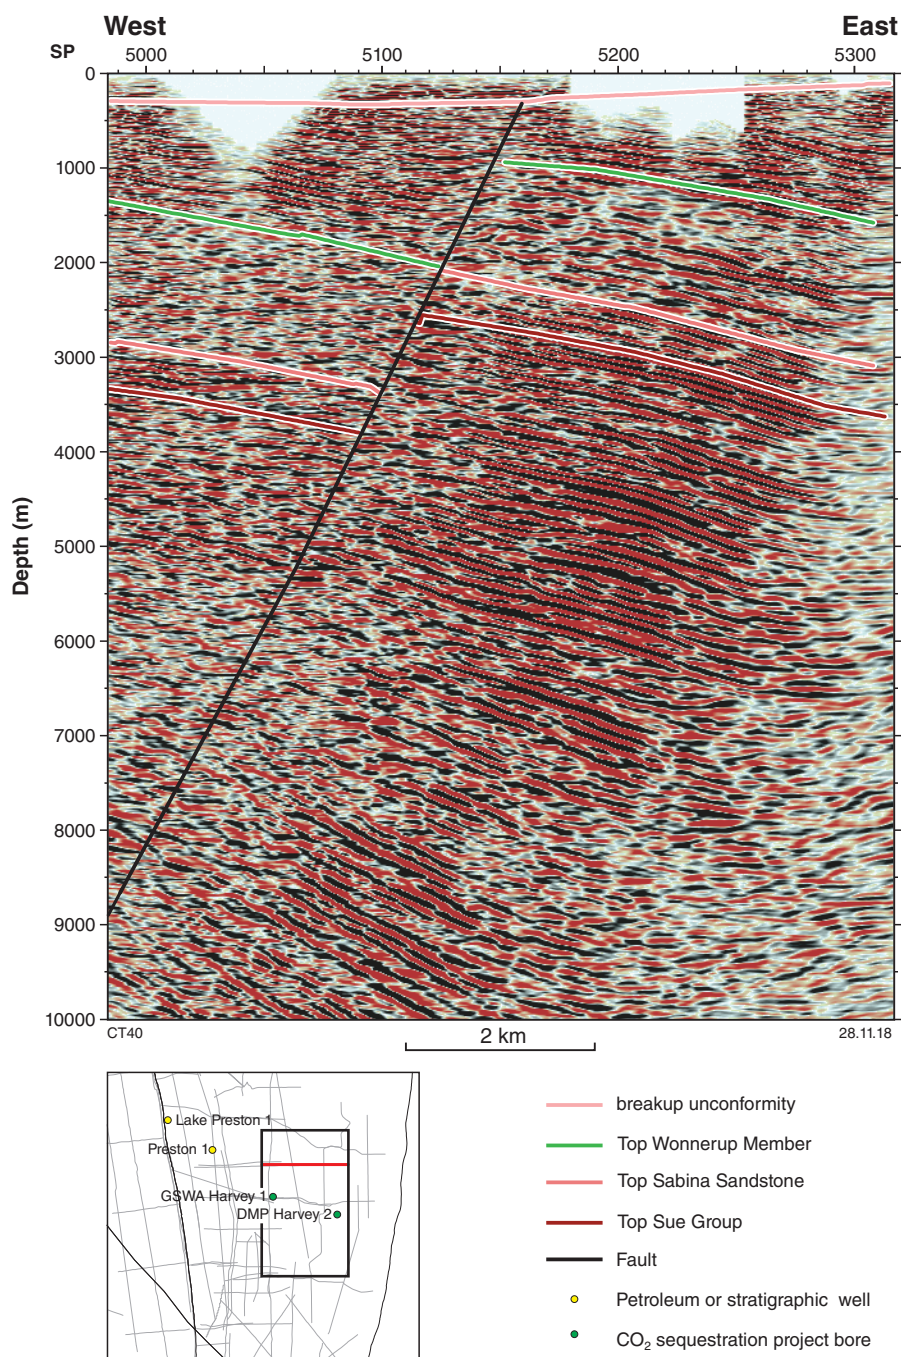 West East
SP 5000 5100 5200 5300
0
1000
2000
3000
4000
5000
6000
7000
8000
9000
10000
Depth (m)
CT40 28.11.18
2 km
Lake Preston 1
Preston 1
GSWA Harvey 1
DMP Harvey 2
breakup unconformity
Top Wonnerup Member
Top Sabina Sandstone
Top Sue Group
Fault
Petroleum or stratigraphic well
CO₂ sequestration project bore